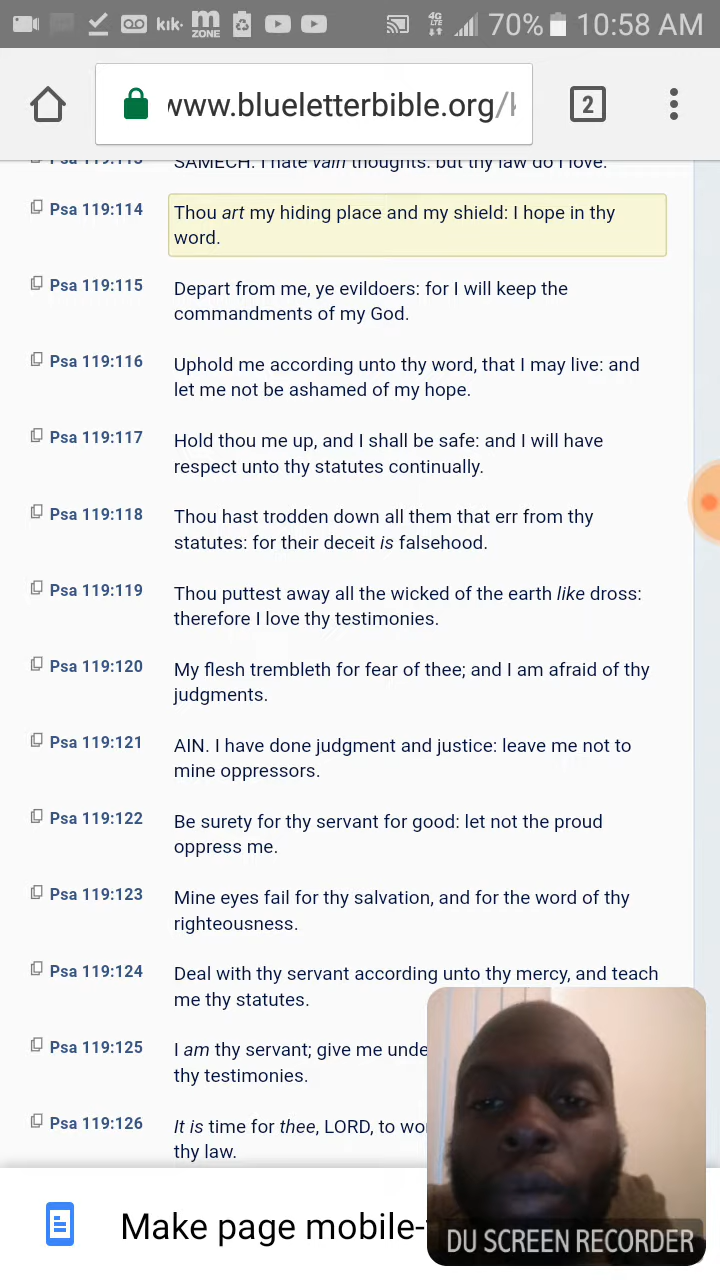 kik
m
ZONE
4G
LTE
70%
10:58 AM
www.blueletterbible.org/k
2
Psa 119:113
SAMECH. I hate vain thoughts: but thy law do I love.
Psa 119:114
Thou art my hiding place and my shield: I hope in thy
word.
Psa 119:115
Depart from me, ye evildoers: for I will keep the
commandments of my God.
Psa 119:116
Uphold me according unto thy word, that I may live: and
let me not be ashamed of my hope.
Psa 119:117
Hold thou me up, and I shall be safe: and I will have
respect unto thy statutes continually.
Psa 119:118
Thou hast trodden down all them that err from thy
statutes: for their deceit is falsehood.
Psa 119:119
Thou puttest away all the wicked of the earth like dross:
therefore I love thy testimonies.
Psa 119:120
My flesh trembleth for fear of thee; and I am afraid of thy
judgments.
Psa 119:121
AIN. I have done judgment and justice: leave me not to
mine oppressors.
Psa 119:122
Be surety for thy servant for good: let not the proud
oppress me.
Psa 119:123
Mine eyes fail for thy salvation, and for the word of thy
righteousness.
Psa 119:124
Deal with thy servant according unto thy mercy, and teach
me thy statutes.
Psa 119:125
I am thy servant; give me unde
thy testimonies.
Psa 119:126
It is time for thee, LORD, to wo
thy law.
Make page mobile-
DU SCREEN RECORDER